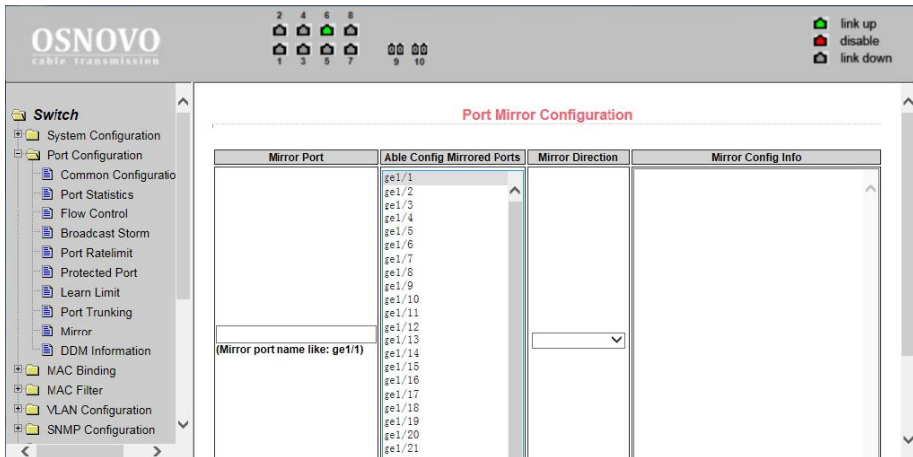 OSNOVO
cable transmission
2 4 6 8
1 3 5 7 9 10
link up
disable
link down
Switch
System Configuration
Port Configuration
Common Configuratio
Port Statistics
Flow Control
Broadcast Storm
Port Ratelimit
Protected Port
Learn Limit
Port Trunking
Mirror
DDM Information
MAC Binding
MAC Filter
VLAN Configuration
SNMP Configuration
Port Mirror Configuration
Mirror Port
Able Config Mirrored Ports
Mirror Direction
Mirror Config Info
(Mirror port name like: ge1/1)
ge1/1
ge1/2
ge1/3
ge1/4
ge1/5
ge1/6
ge1/7
ge1/8
ge1/9
ge1/10
ge1/11
ge1/12
ge1/13
ge1/14
ge1/15
ge1/16
ge1/17
ge1/18
ge1/19
ge1/20
ge1/21